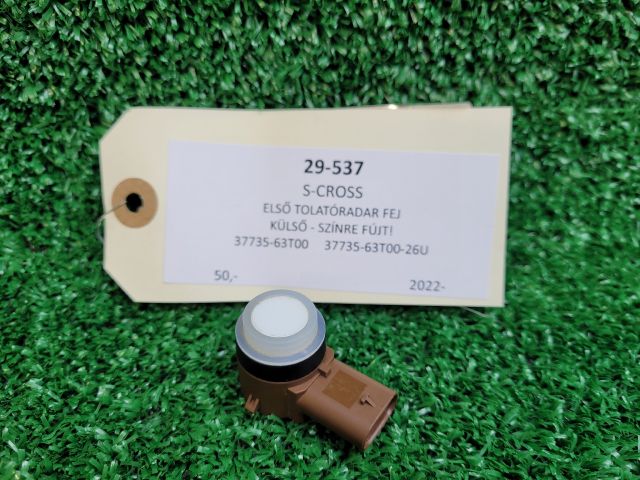 29-537
S-CROSS
ELSŐ TOLATÓRADAR FEJ
KÜLSŐ - SZÍNRE FÚJT!
37735-63T00 37735-63T00-26U
50,- 2022-